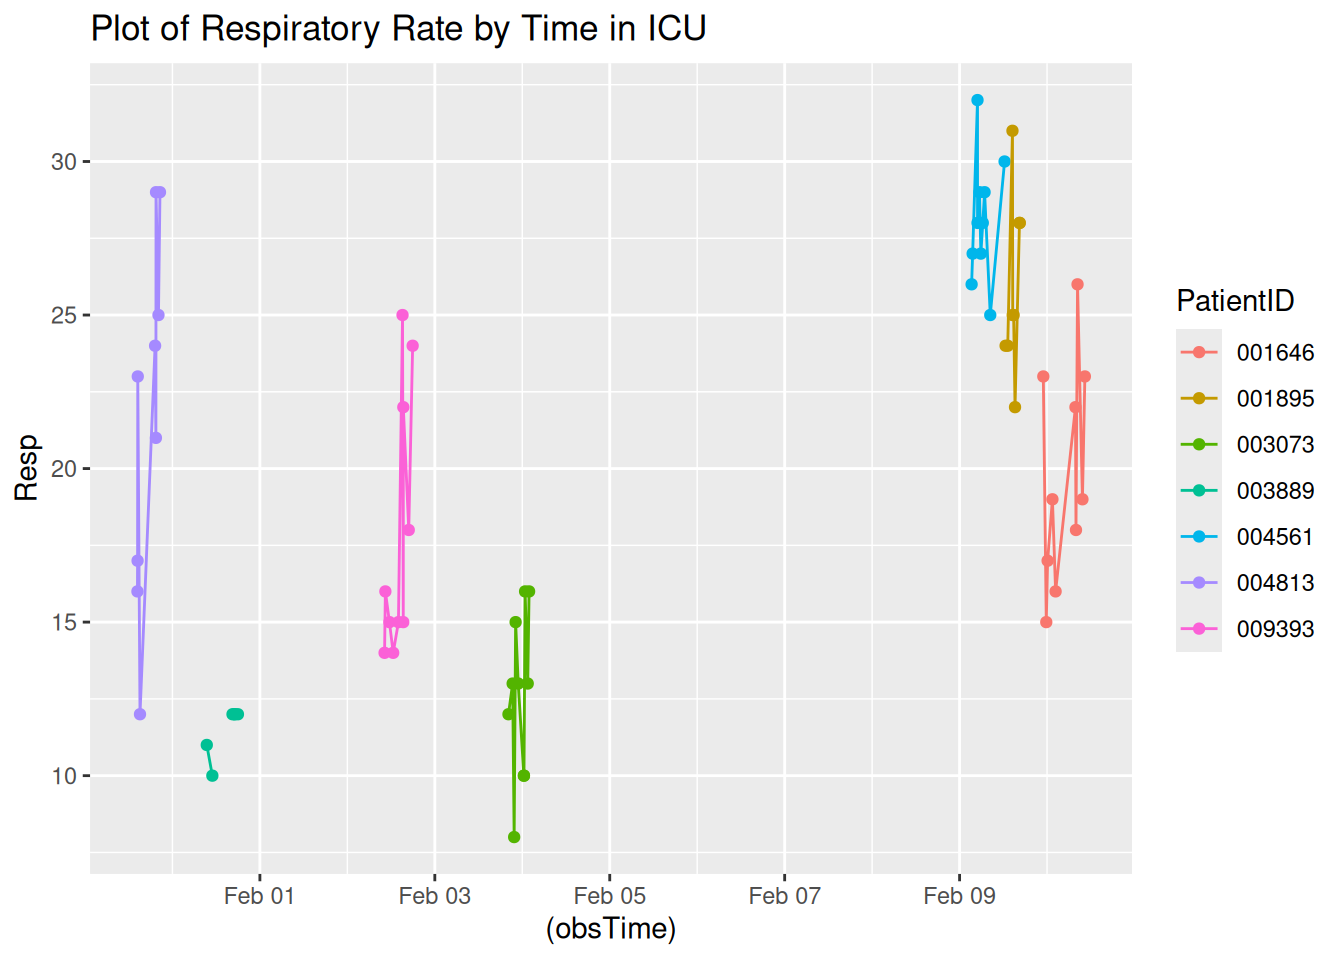 Plot of Respiratory Rate by Time in ICU
30
25
20
15
10
Resp
Feb 01
Feb 03
Feb 05
Feb 07
Feb 09
(obsTime)
PatientID
001646
001895
003073
003889
004561
004813
009393